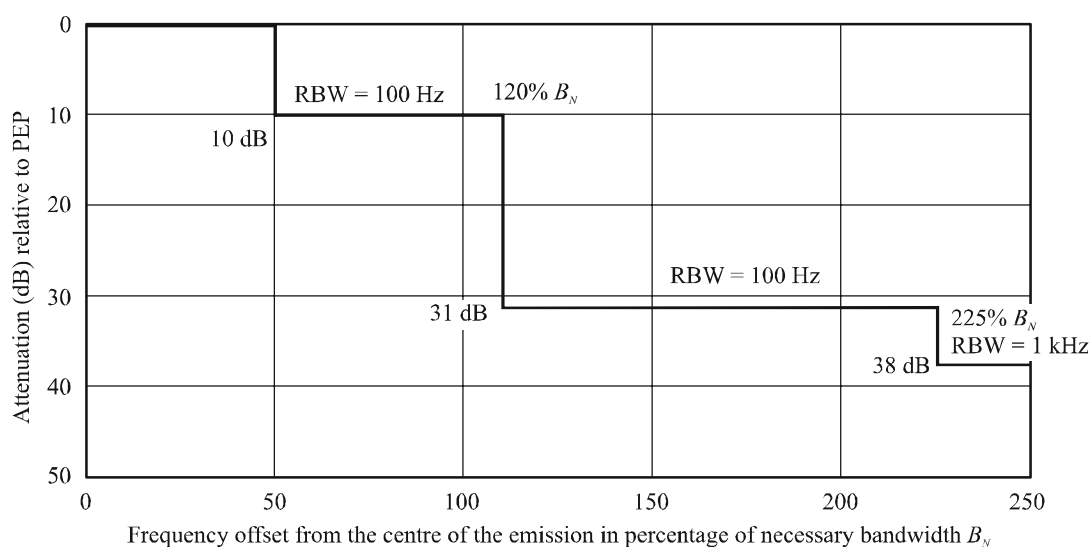 0
RBW = 100 Hz
120% B_N
10
10 dB
20
RBW = 100 Hz
30
31 dB
225% B_N
RBW = 1 kHz
38 dB
40
50
0
50
100
150
200
250
Attenuation (dB) relative to PEP
Frequency offset from the centre of the emission in percentage of necessary bandwidth B_N